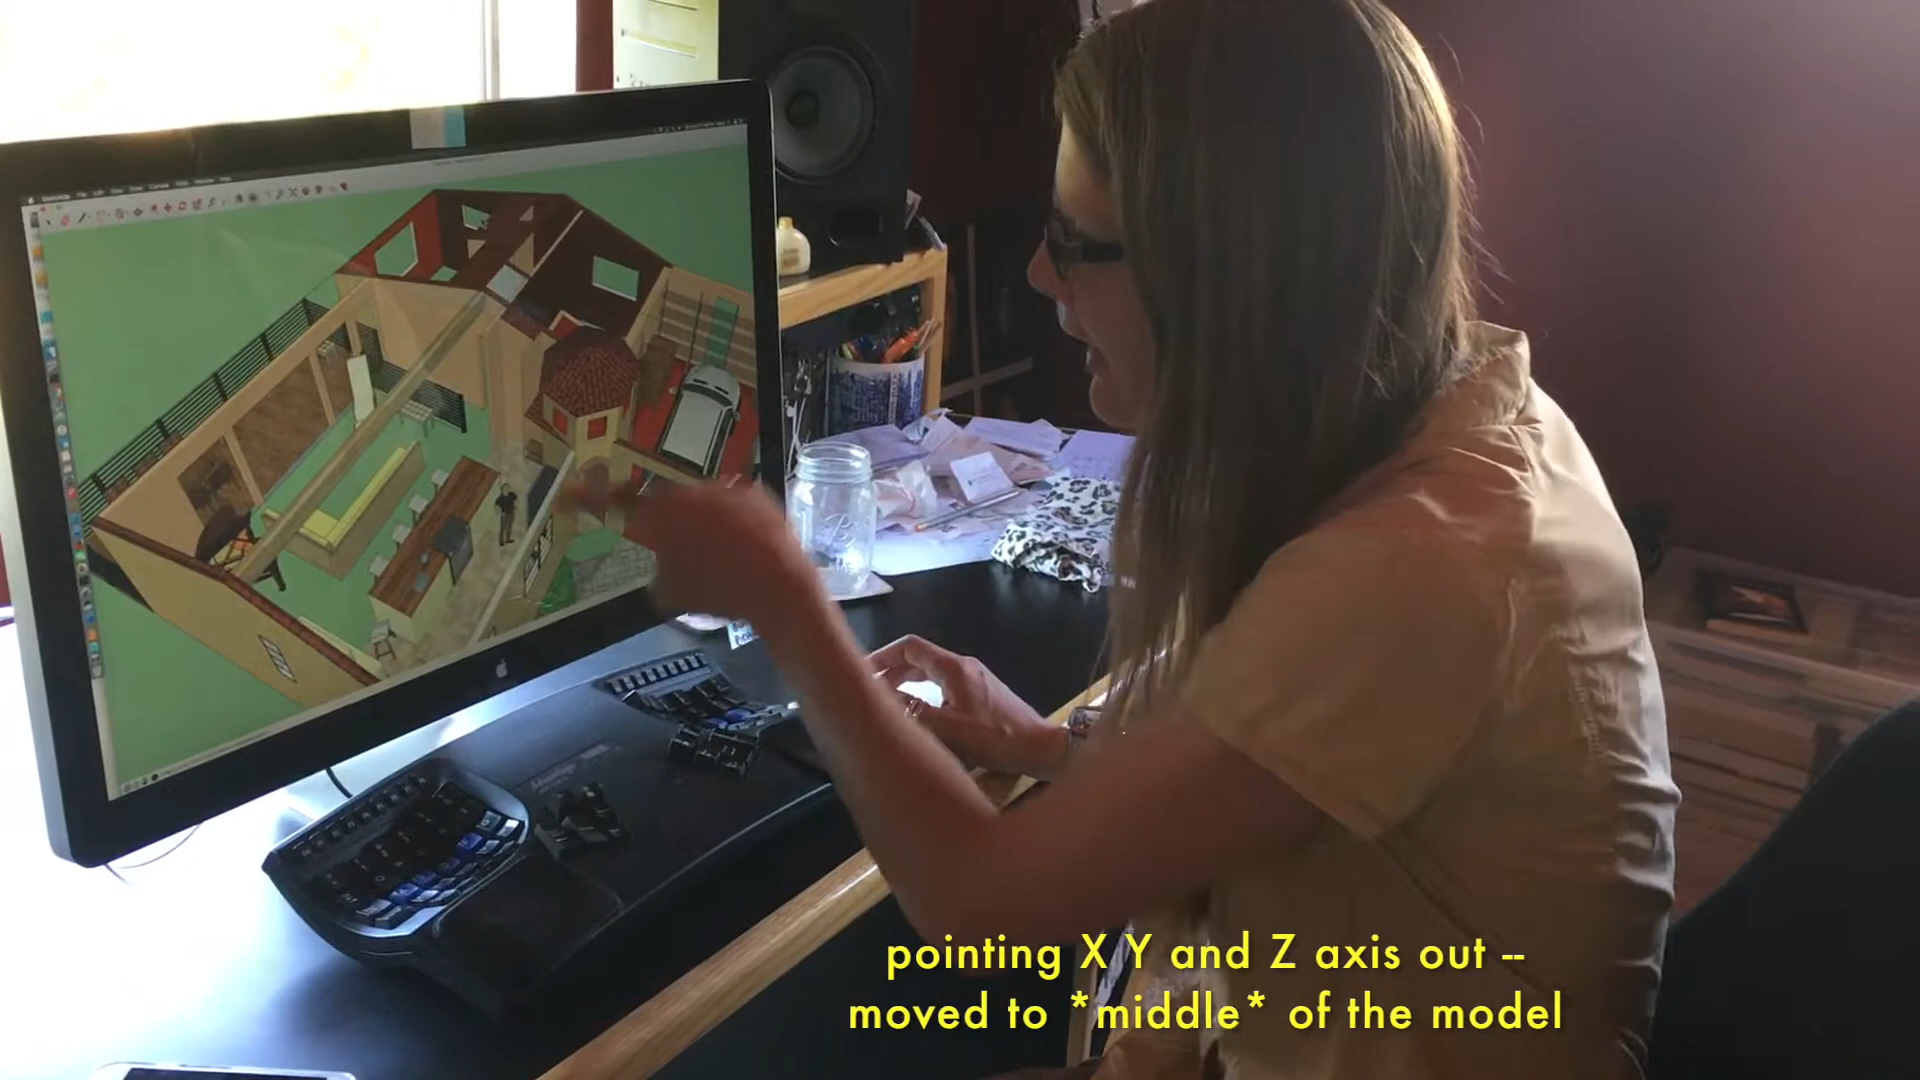 pointing X Y and Z axis out --
moved to *middle* of the model